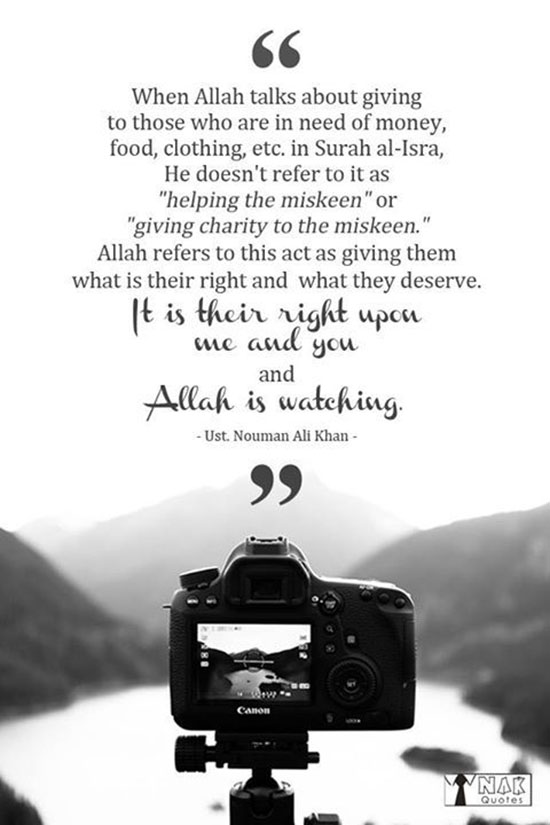 “
When Allah talks about giving
to those who are in need of money,
food, clothing, etc. in Surah al-Isra,
He doesn't refer to it as
"helping the miskeen" or
"giving charity to the miskeen."
Allah refers to this act as giving them
what is their right and what they deserve.
It is their right upon
me and you
and
Allah is watching.
- Ust. Nouman Ali Khan -
”
Canon
NAK
Quotes